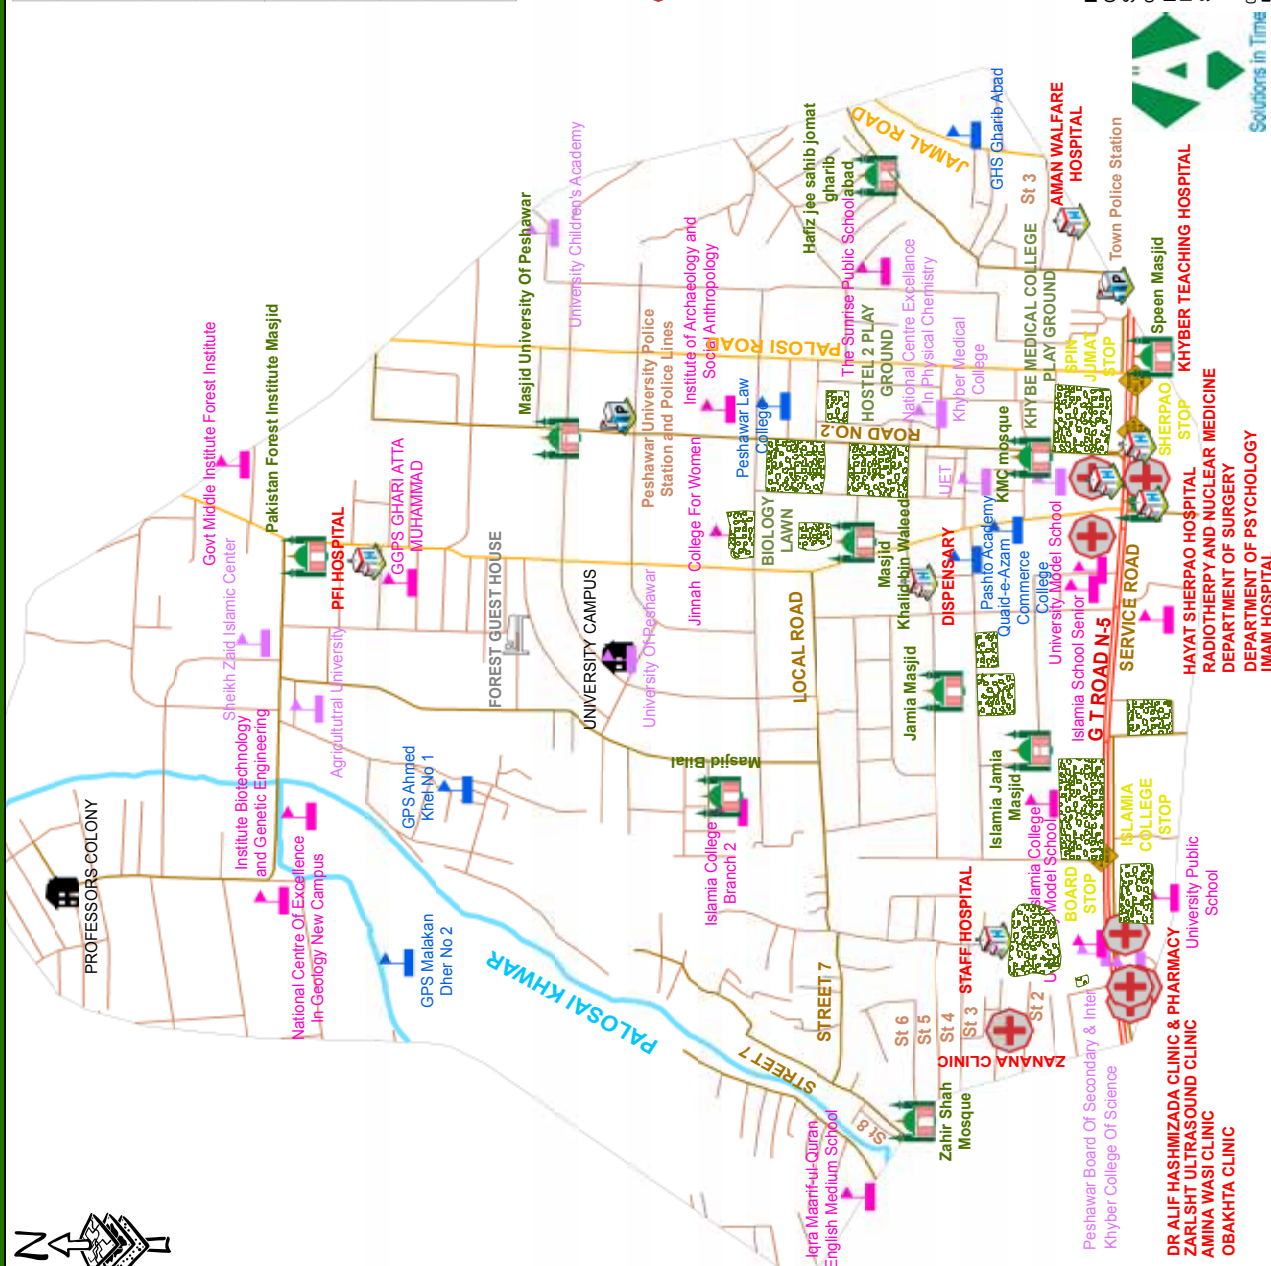 N
Solutions in Time
PROFESSORS COLONY
Institute Biotechnology
and Genetic Engineering
National Centre Of Excellence
In Geology New Campus
GPS Malakan
Dher No 2
GPS Ahmed
Khel No 1
PALOSAI KHWAR
Sheikh Zaid Islamic Center
Agricultutral University
Govt Middle Institute Forest Institute
Pakistan Forest Institute Masjid
PFI HOSPITAL
GGPS GHARI ATTA
MUHAMMAD
FOREST GUEST HOUSE
UNIVERSITY CAMPUS
University Of Peshawar
Masjid University Of Peshawar
University Children's Academy
Peshawar University Police
Station and Police Lines
Institute of Archaeology and
Social Anthropology
PALOSI ROAD
Peshawar Law
College
Jinnah College For Women
BIOLOGY
LAWN
LOCAL ROAD
Masjid Bilal
Islamia College
Branch 2
STREET 7
STREET 7
St 8
Iqra Maarif-ul-Quran
English Medium School
Zahir Shah
Mosque
Hafiz jee sahib jomat
gharib
abad
JAMAL ROAD
GHS Gharib Abad
The Sunrise Public School
HOSTEL 2 PLAY
GROUND
National Centre Excellance
In Physical Chemistry
Khyber Medical
College
ROAD NO.2
St 3
AMAN WALFARE
HOSPITAL
Town Police Station
KHYBE MEDICAL COLLEGE
PLAY GROUND
SPIN
JUMAT
STOP
Speen Masjid
KHYBER TEACHING HOSPITAL
SHERPAO
STOP
KMC mosque
UET
Masjid
Khalid bin Waleed
DISPENSARY
Pashto Academy
Quaid-e-Azam
Commerce
College
University Model School
Islamia School Senior
G T ROAD N-5
SERVICE ROAD
HAYAT SHERPAO HOSPITAL
RADIOTHERPY AND NUCLEAR MEDICINE
DEPARTMENT OF SURGERY
DEPARTMENT OF PSYCHOLOGY
IMAM HOSPITAL
Jamia Masjid
Islamia Jamia
Masjid
Islamia College
Model School
BOARD
STOP
ISLAMIA
COLLEGE
STOP
University Public
School
STAFF HOSPITAL
St 6
St 5
St 4
St 3
St 2
ZANANA CLINIC
Peshawar Board Of Secondary & Inter
Khyber College Of Science
DR ALIF HASHMIZADA CLINIC & PHARMACY
ZARLSHT ULTRASOUND CLINIC
AMINA WASI CLINIC
OBAKHTA CLINIC